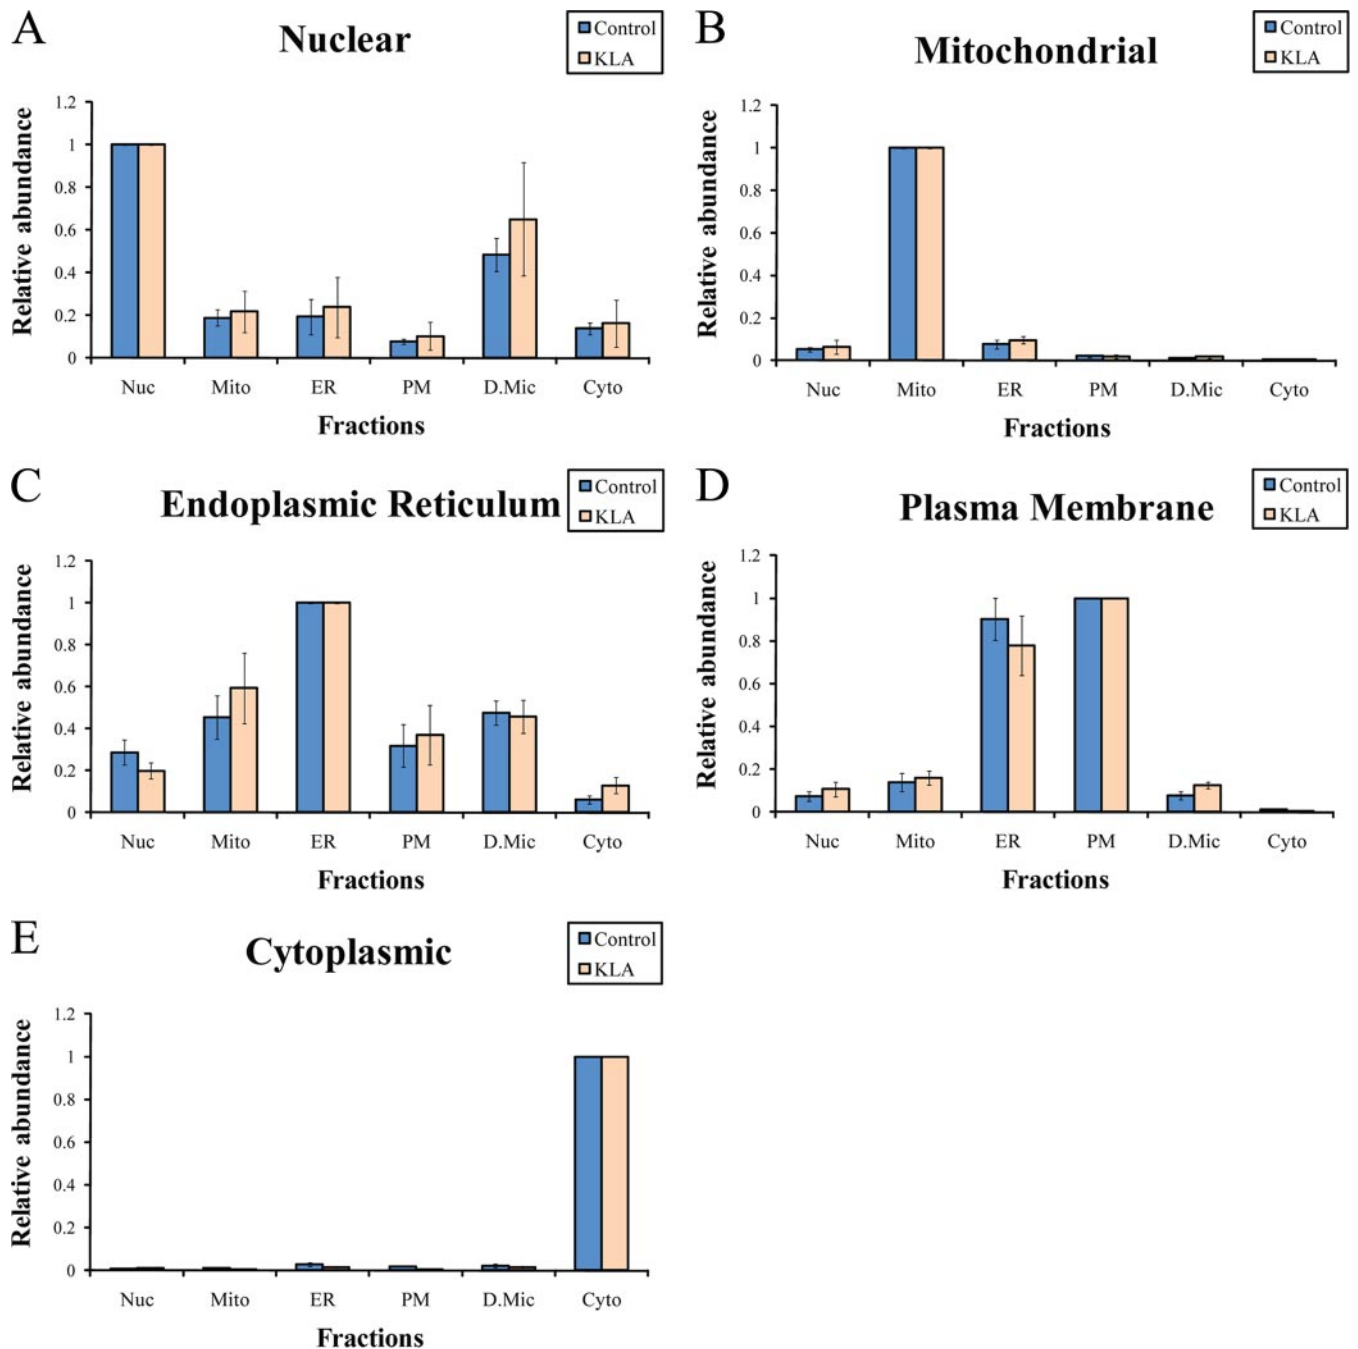 A
Nuclear
Control
KLA
Relative abundance
1.2
1
0.8
0.6
0.4
0.2
0
Nuc Mito ER PM D.Mic Cyto
Fractions
B
Mitochondrial
Control
KLA
Relative abundance
1.2
1
0.8
0.6
0.4
0.2
0
Nuc Mito ER PM D.Mic Cyto
Fractions
C
Endoplasmic Reticulum
Control
KLA
Relative abundance
1.2
1
0.8
0.6
0.4
0.2
0
Nuc Mito ER PM D.Mic Cyto
Fractions
D
Plasma Membrane
Control
KLA
Relative abundance
1.2
1
0.8
0.6
0.4
0.2
0
Nuc Mito ER PM D.Mic Cyto
Fractions
E
Cytoplasmic
Control
KLA
Relative abundance
1.2
1
0.8
0.6
0.4
0.2
0
Nuc Mito ER PM D.Mic Cyto
Fractions